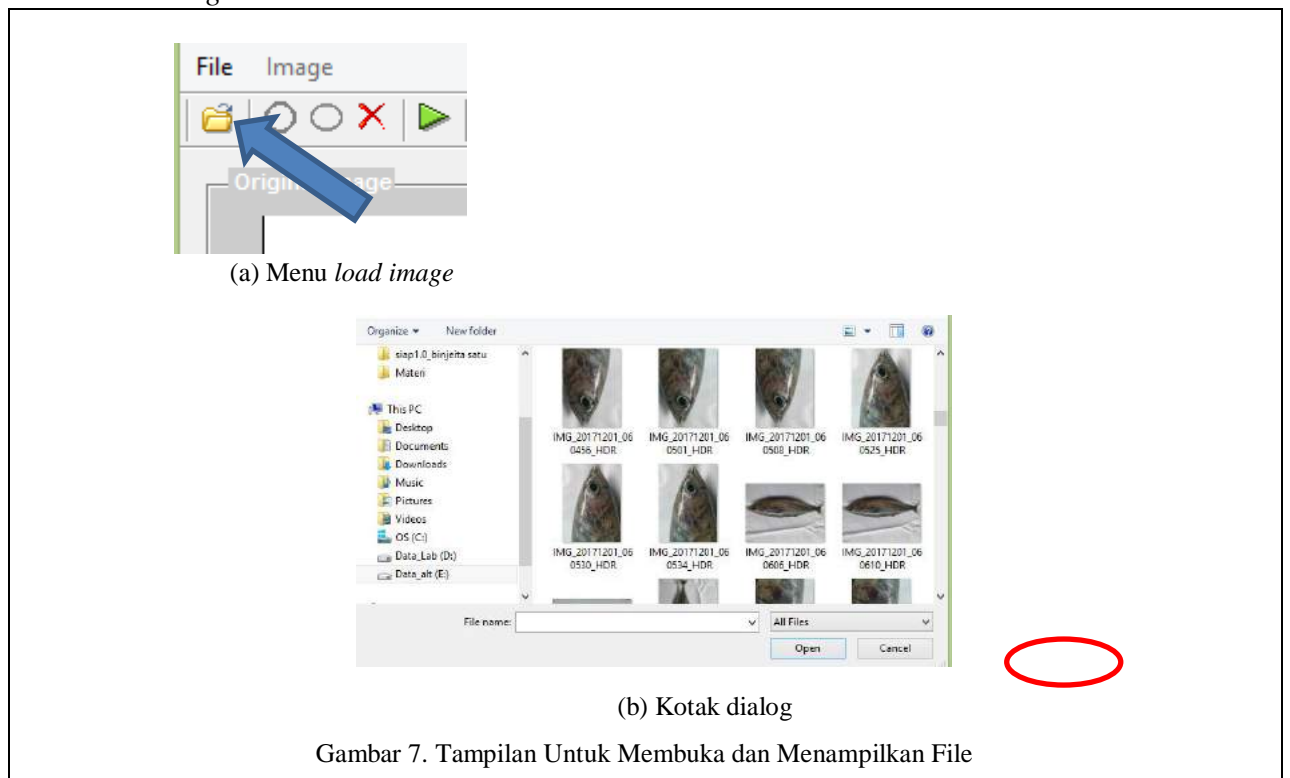 g
File Image
Original Image
(a) Menu load image
Organize New folder
siap1.0_binjeita satu
Materi
This PC
Desktop
Documents
Downloads
Music
Pictures
Videos
OS (C:)
Data_Lab (D:)
Data_alt (E:)
IMG_20171201_06 IMG_20171201_06 IMG_20171201_06 IMG_20171201_06
0456_HDR 0501_HDR 0508_HDR 0525_HDR
IMG_20171201_06 IMG_20171201_06 IMG_20171201_06 IMG_20171201_06
0530_HDR 0534_HDR 0606_HDR 0610_HDR
File name: All Files
Open Cancel
(b) Kotak dialog
Gambar 7. Tampilan Untuk Membuka dan Menampilkan File